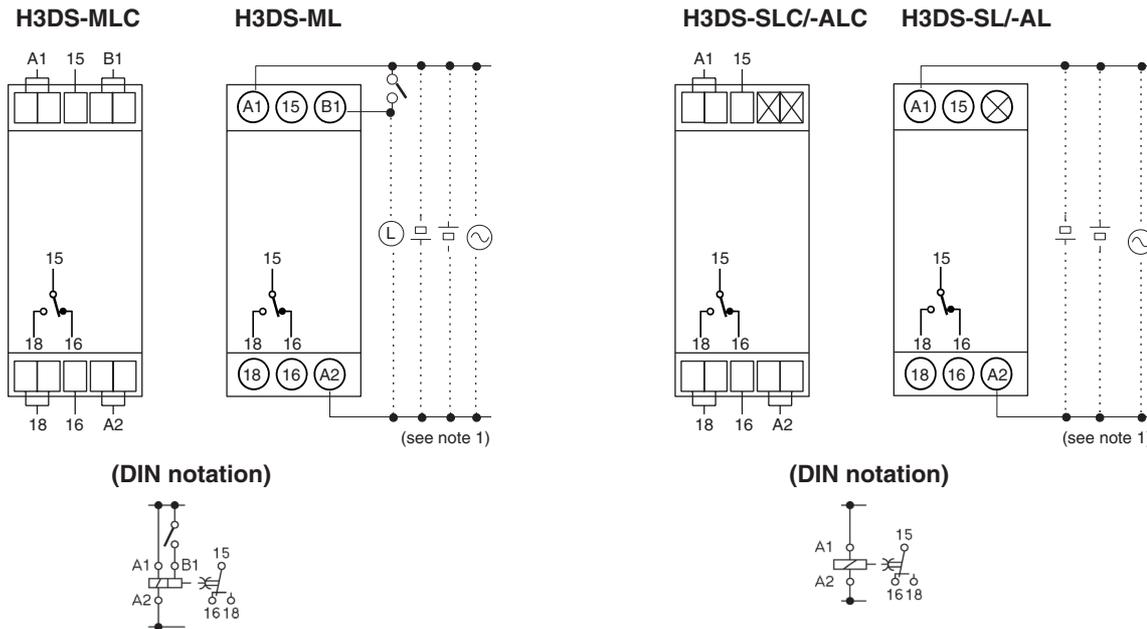 H3DS-MLC H3DS-ML H3DS-SLC/-ALC H3DS-SL/-AL
A1 15 B1 A1 15
A1 15 B1 A1 15
L
15 15 15 15
18 16 18 16 18 16 18 16
18 16 A2 18 16 A2
18 16 A2 18 16 A2
(see note 1) (see note 1
(DIN notation) (DIN notation)
15 15
A1 B1 A1
A2 A2
16 18 16 18